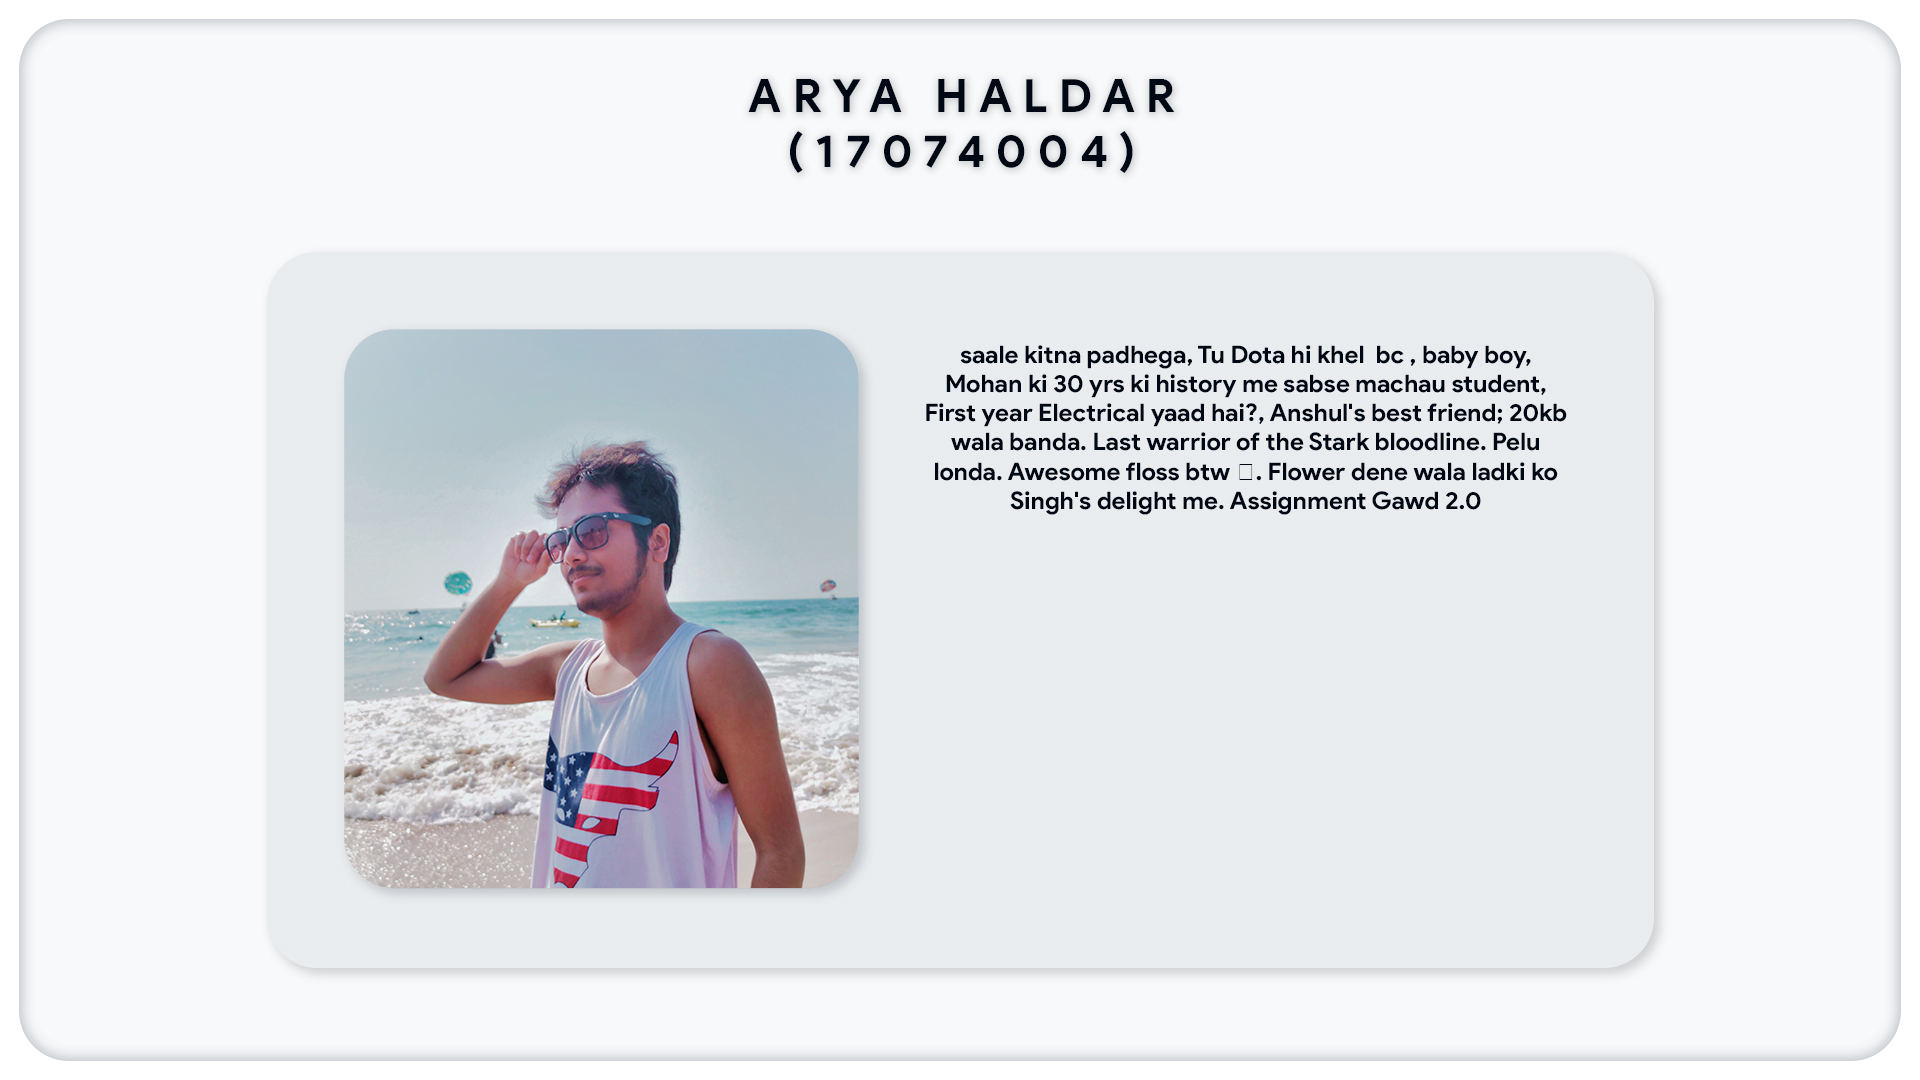 ARYA HALDAR
(17074004)
saale kitna padhega, Tu Dota hi khel  bc , baby boy,
Mohan ki 30 yrs ki history me sabse machau student,
First year Electrical yaad hai?, Anshul's best friend; 20kb
wala banda. Last warrior of the Stark bloodline. Pelu
londa. Awesome floss btw □. Flower dene wala ladki ko
Singh's delight me. Assignment Gawd 2.0